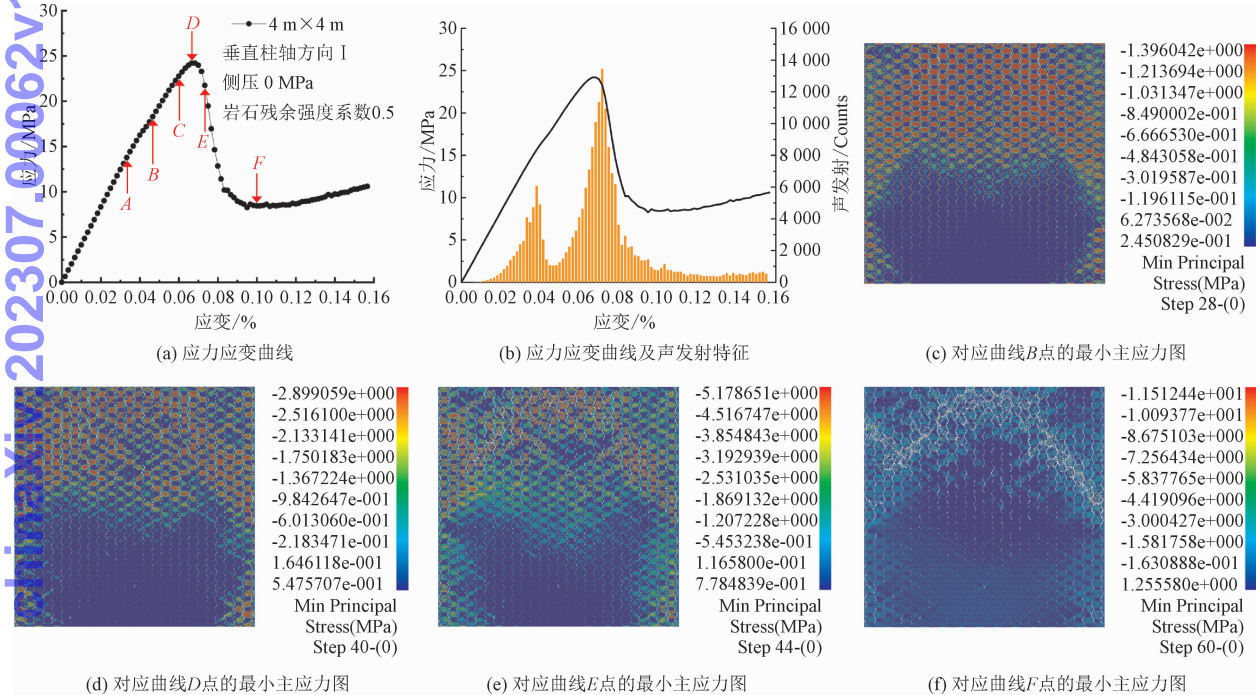 chinaXiv:202307.00062v1
30
25
20
15
10
5
0
应力/MPa
0.00 0.02 0.04 0.06 0.08 0.10 0.12 0.14 0.16
应变/%
4 m×4 m
垂直柱轴方向 I
侧压 0 MPa
岩石残余强度系数0.5
A
B
C
D
E
F
(a) 应力应变曲线
30
25
20
15
10
5
0
应力/MPa
16 000
14 000
12 000
10 000
8 000
6 000
4 000
2 000
0
声发射/Counts
0.00 0.02 0.04 0.06 0.08 0.10 0.12 0.14 0.16
应变/%
(b) 应力应变曲线及声发射特征
-1.396042e+000
-1.213694e+000
-1.031347e+000
-8.490002e-001
-6.666530e-001
-4.843058e-001
-3.019587e-001
-1.196115e-001
6.273568e-002
2.450829e-001
Min Principal
Stress(MPa)
Step 28-(0)
(c) 对应曲线B点的最小主应力图
-2.899059e+000
-2.516100e+000
-2.133141e+000
-1.750183e+000
-1.367224e+000
-9.842647e-001
-6.013060e-001
-2.183471e-001
1.646118e-001
5.475707e-001
Min Principal
Stress(MPa)
Step 40-(0)
(d) 对应曲线D点的最小主应力图
-5.178651e+000
-4.516747e+000
-3.854843e+000
-3.192939e+000
-2.531035e+000
-1.869132e+000
-1.207228e+000
-5.453238e-001
1.165800e-001
7.784839e-001
Min Principal
Stress(MPa)
Step 44-(0)
(e) 对应曲线E点的最小主应力图
-1.151244e+001
-1.009377e+001
-8.675103e+000
-7.256434e+000
-5.837765e+000
-4.419096e+000
-3.000427e+000
-1.581758e+000
-1.630888e-001
1.255580e+000
Min Principal
Stress(MPa)
Step 60-(0)
(f) 对应曲线F点的最小主应力图